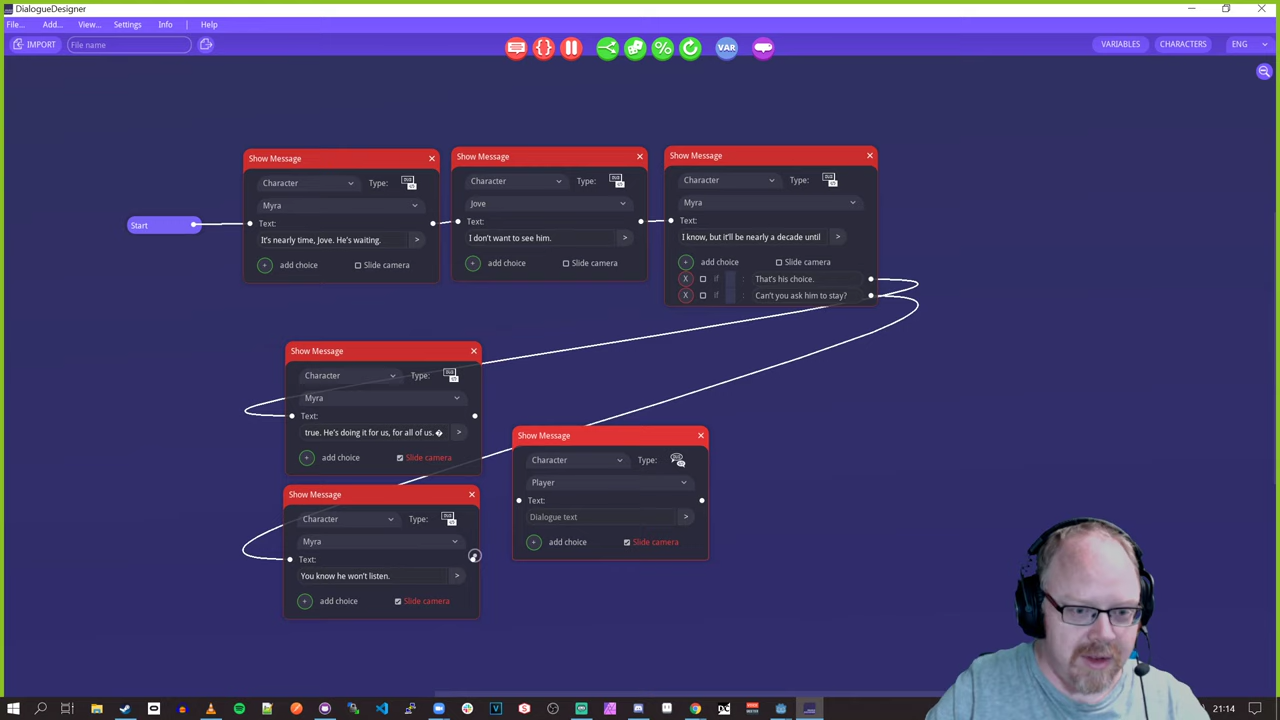 DialogueDesigner
File... Add... View... Settings Info Help
IMPORT File name VAR VARIABLES CHARACTERS ENG
Start
Show Message
Character Type:
Myra
Text:
It's nearly time, Jove. He's waiting. >
+ add choice Slide camera
Show Message
Character Type:
Jove
Text:
I don't want to see him. >
+ add choice Slide camera
Show Message
Character Type:
Myra
Text:
I know, but it'll be nearly a decade until >
+ add choice Slide camera
X if : That's his choice.
X if : Can't you ask him to stay?
Show Message
Character Type:
Myra
Text:
true. He's doing it for us, for all of us.� >
+ add choice Slide camera
Show Message
Character Type:
Myra
Text:
You know he won't listen. >
+ add choice Slide camera
Show Message
Character Type:
Player
Text:
Dialogue text >
+ add choice Slide camera
21:14